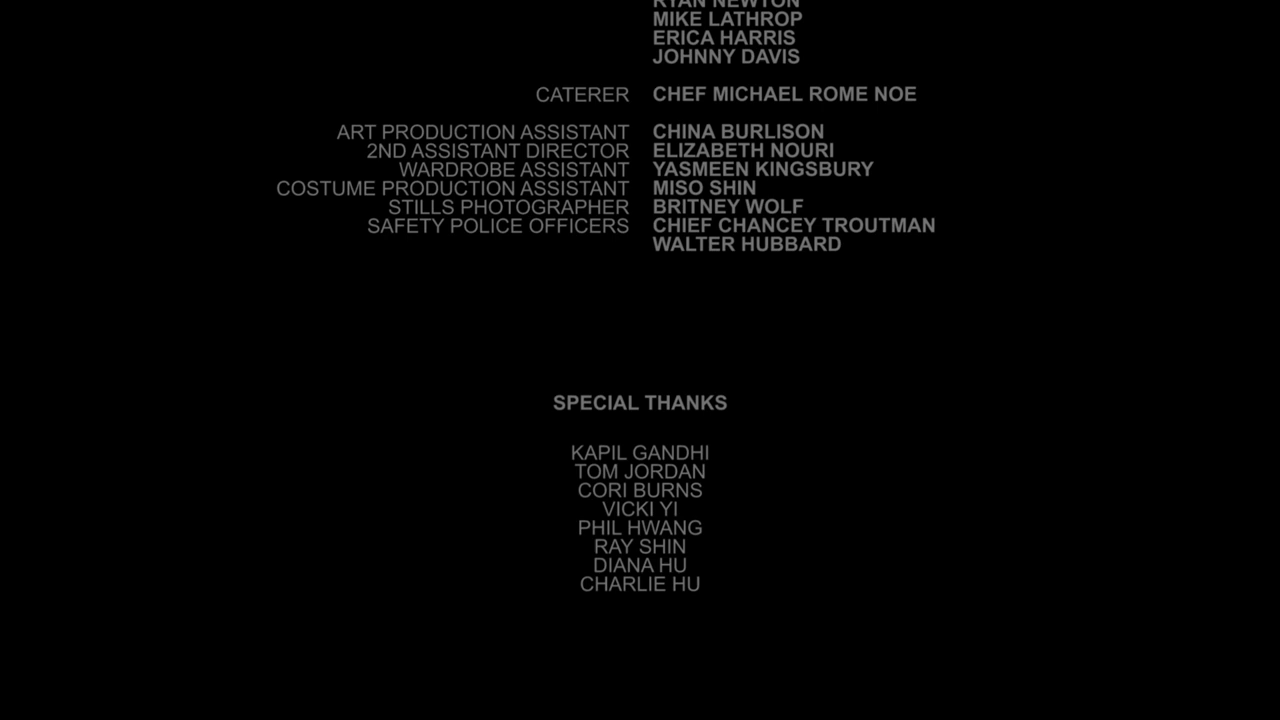 RYAN NEWTON
MIKE LATHROP
ERICA HARRIS
JOHNNY DAVIS
CATERER CHEF MICHAEL ROME NOE
ART PRODUCTION ASSISTANT CHINA BURLISON
2ND ASSISTANT DIRECTOR ELIZABETH NOURI
WARDROBE ASSISTANT YASMEEN KINGSBURY
COSTUME PRODUCTION ASSISTANT MISO SHIN
STILLS PHOTOGRAPHER BRITNEY WOLF
SAFETY POLICE OFFICERS CHIEF CHANCEY TROUTMAN
WALTER HUBBARD
SPECIAL THANKS
KAPIL GANDHI
TOM JORDAN
CORI BURNS
VICKI YI
PHIL HWANG
RAY SHIN
DIANA HU
CHARLIE HU